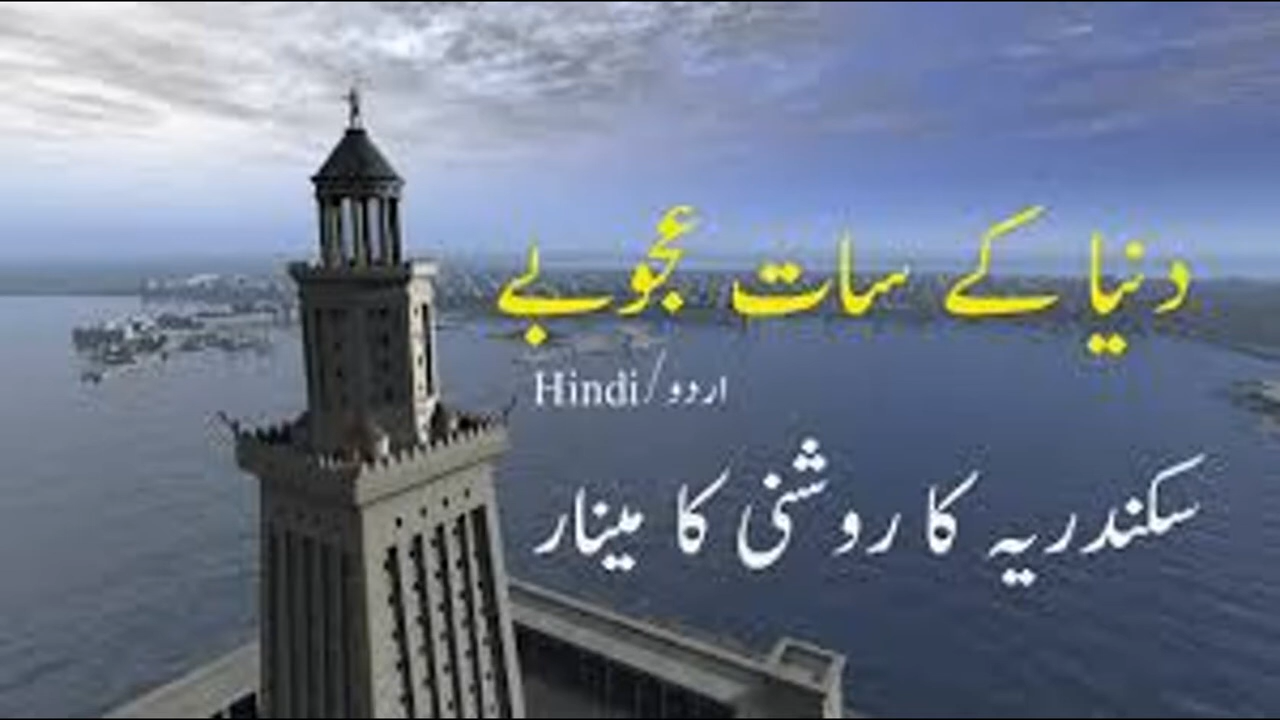 دنیا کے سات عجوبے
Hindi/اردو
سکندریہ کا روشنی کا مینار